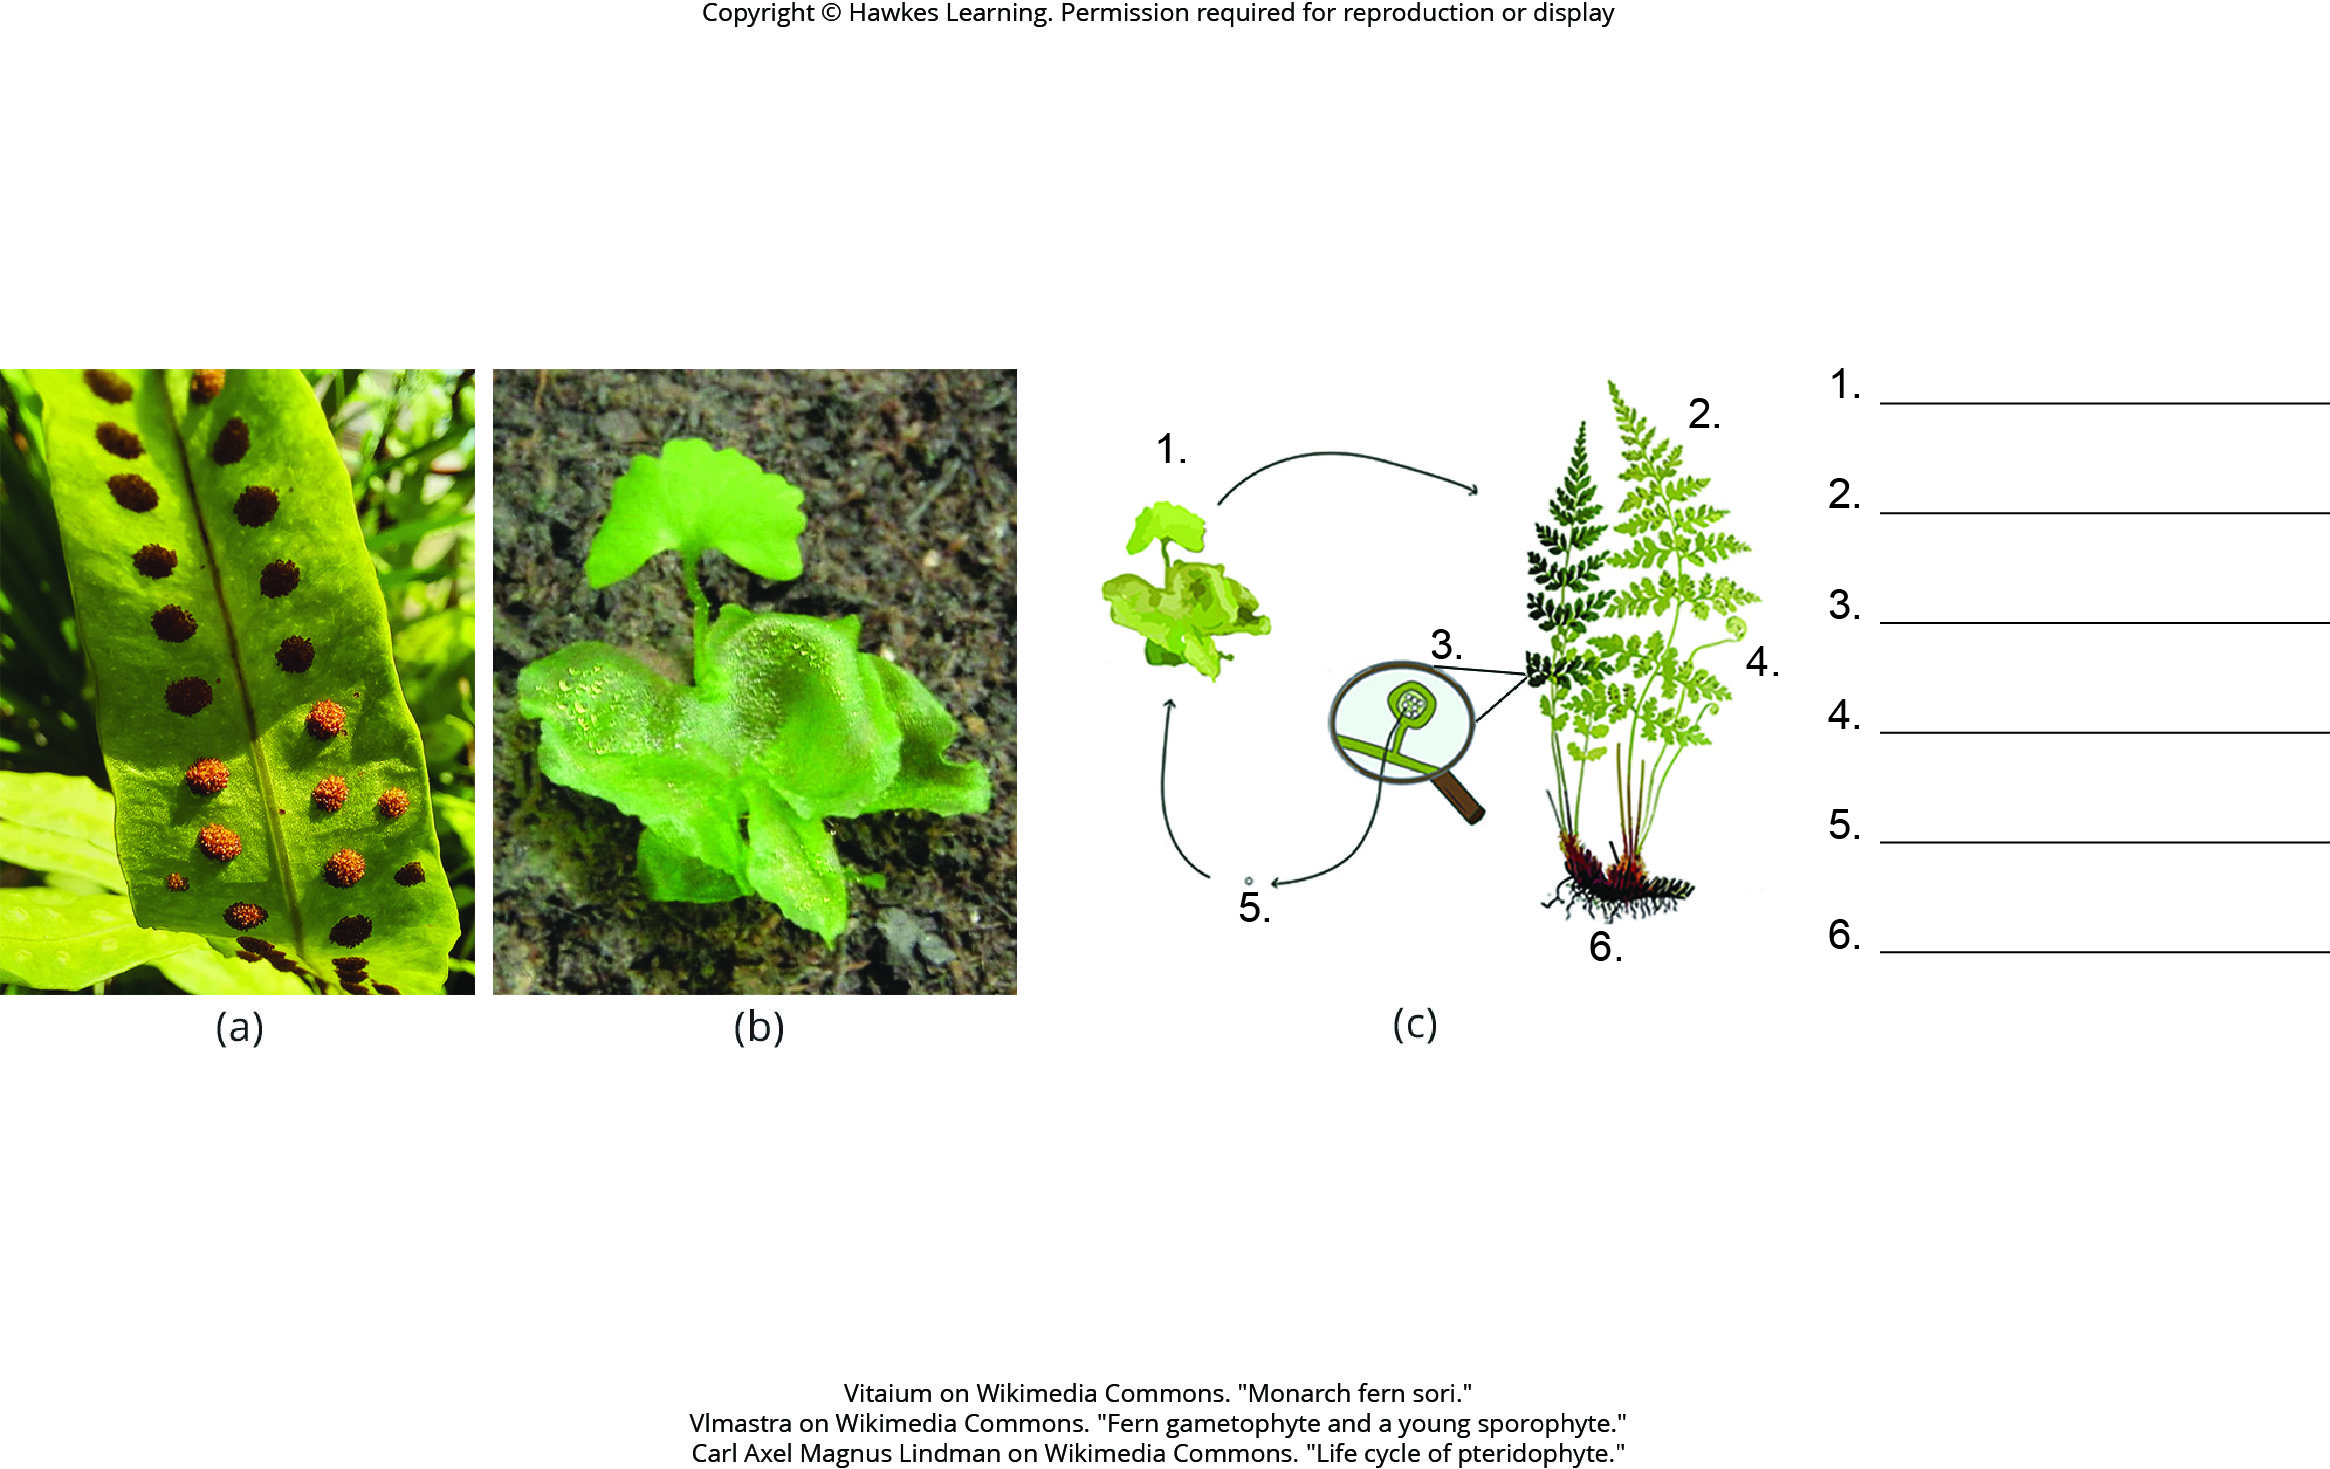 Copyright © Hawkes Learning. Permission required for reproduction or display
1.
2.
3.
4.
5.
6.
1.
2.
3.
4.
5.
6.
(a)
(b)
(c)
Vitaium on Wikimedia Commons. "Monarch fern sori."
Vlmastra on Wikimedia Commons. "Fern gametophyte and a young sporophyte."
Carl Axel Magnus Lindman on Wikimedia Commons. "Life cycle of pteridophyte."